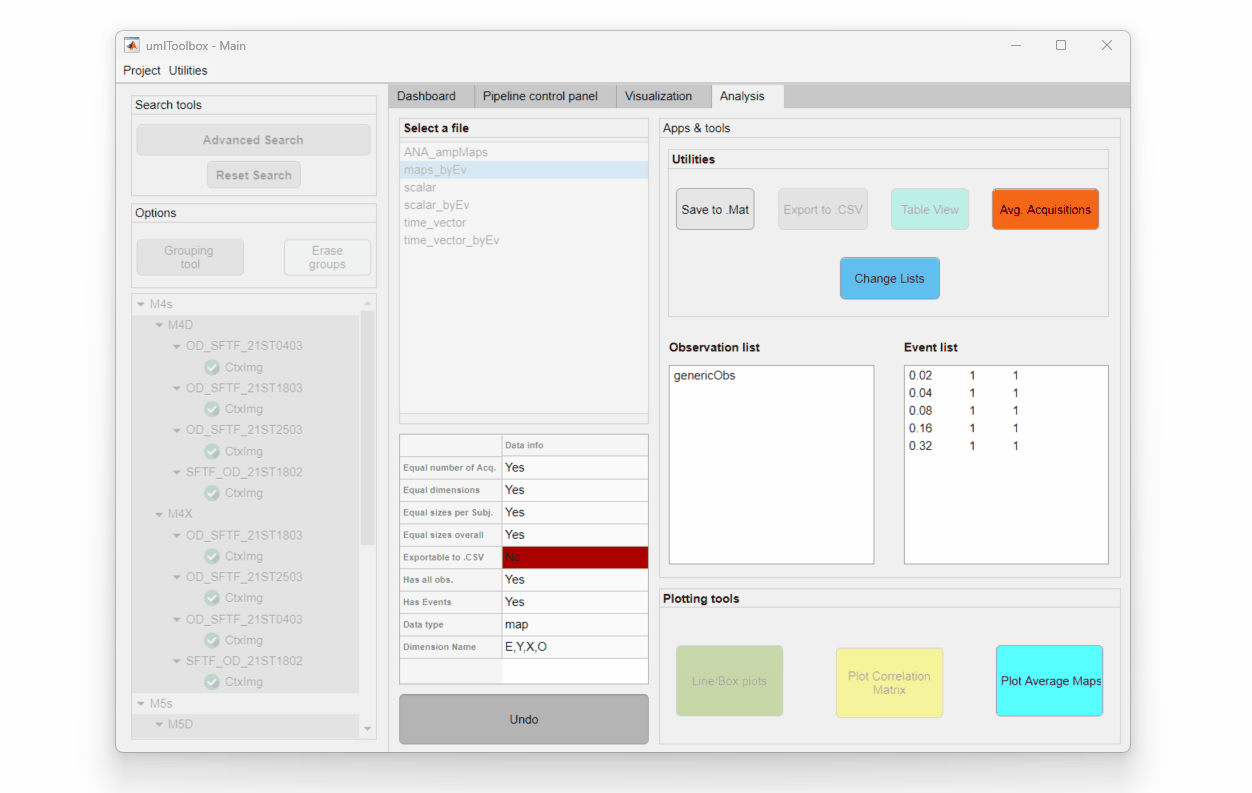 umIToolbox - Main
Project Utilities
Search tools
Advanced Search
Reset Search
Options
Grouping
tool
Erase
groups
M4s
M4D
OD_SFTF_21ST0403
CtxImg
OD_SFTF_21ST1803
CtxImg
OD_SFTF_21ST2503
CtxImg
SFTF_OD_21ST1802
CtxImg
M4X
OD_SFTF_21ST1803
CtxImg
OD_SFTF_21ST2503
CtxImg
OD_SFTF_21ST0403
CtxImg
SFTF_OD_21ST1802
CtxImg
M5s
M5D
Dashboard Pipeline control panel Visualization Analysis
Select a file
ANA_ampMaps
maps_byEv
scalar
scalar_byEv
time_vector
time_vector_byEv
Data info
Equal number of Acq. Yes
Equal dimensions Yes
Equal sizes per Subj. Yes
Equal sizes overall Yes
Exportable to .CSV No
Has all obs. Yes
Has Events Yes
Data type map
Dimension Name E,Y,X,O
Undo
Apps & tools
Utilities
Save to .Mat Export to .CSV Table View Avg. Acquisitions
Change Lists
Observation list
genericObs
Event list
0.02 1 1
0.04 1 1
0.08 1 1
0.16 1 1
0.32 1 1
Plotting tools
Line/Box plots
Plot Correlation
Matrix
Plot Average Maps